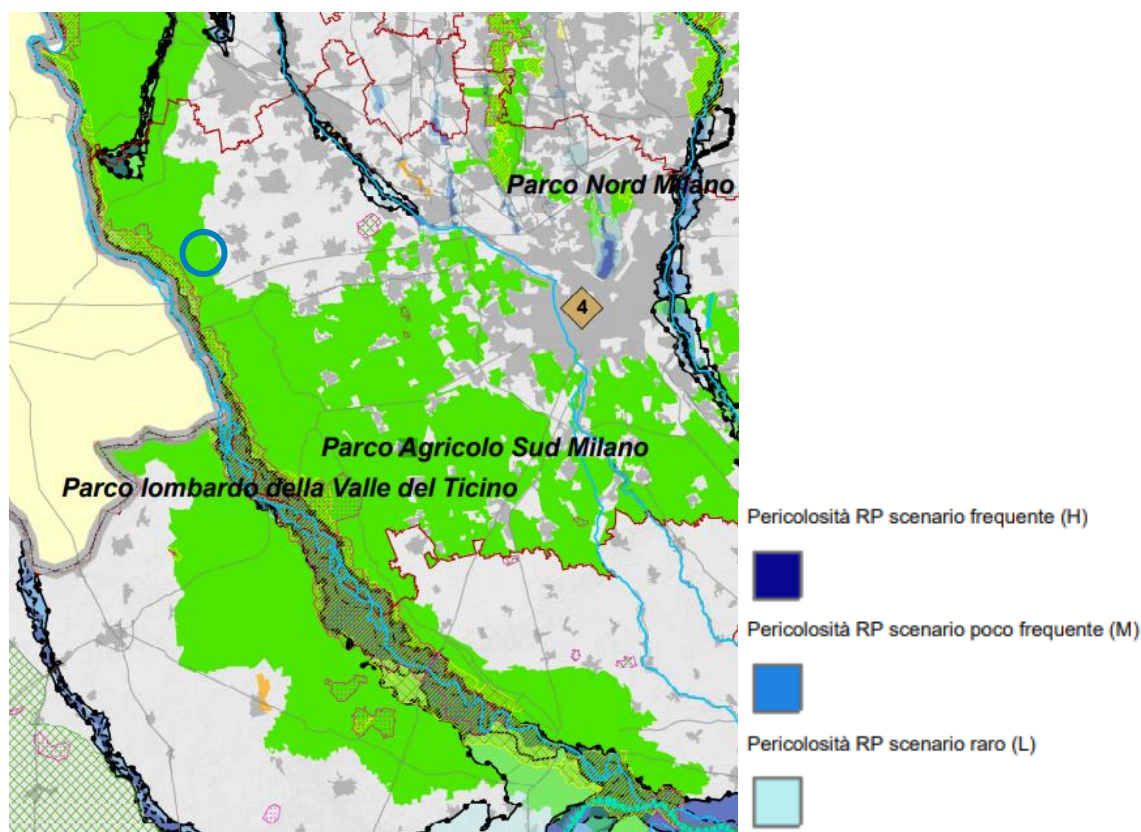 Parco Nord Milano
4
Parco Agricolo Sud Milano
Parco lombardo della Valle del Ticino
Pericolosità RP scenario frequente (H)
Pericolosità RP scenario poco frequente (M)
Pericolosità RP scenario raro (L)